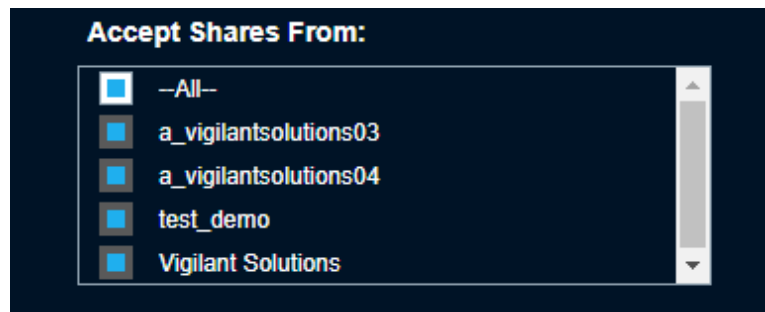 Accept Shares From:
--All--
a_vigilantsolutions03
a_vigilantsolutions04
test_demo
Vigilant Solutions